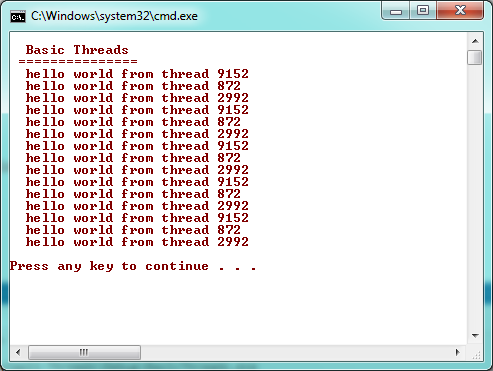 C:\Windows\system32\cmd.exe
Basic Threads
===============
hello world from thread 9152
hello world from thread 872
hello world from thread 2992
hello world from thread 9152
hello world from thread 872
hello world from thread 2992
hello world from thread 9152
hello world from thread 872
hello world from thread 2992
hello world from thread 9152
hello world from thread 872
hello world from thread 2992
hello world from thread 9152
hello world from thread 872
hello world from thread 2992
Press any key to continue . . .